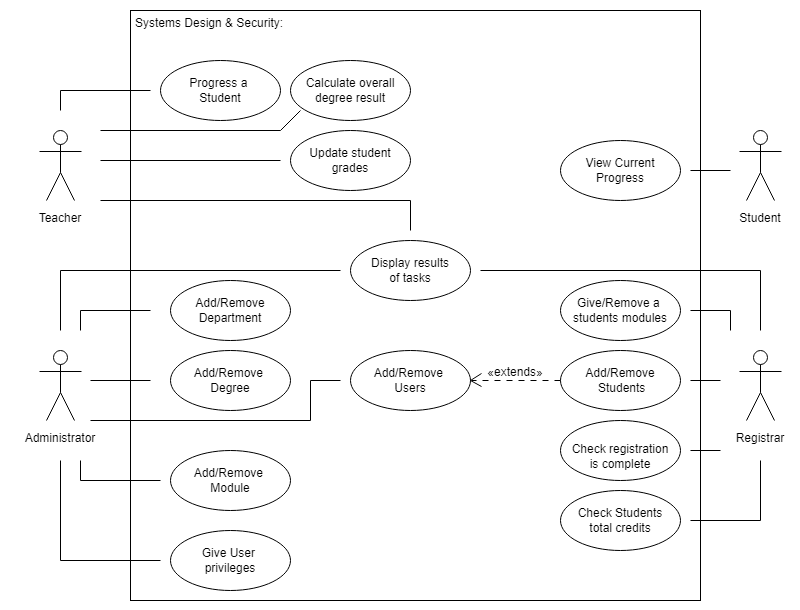 Systems Design & Security:
Progress a
Student
Calculate overall
degree result
Update student
grades
View Current
Progress
Teacher
Student
Display results
of tasks
Add/Remove
Department
Give/Remove a
students modules
Add/Remove
Degree
Add/Remove
Users
«extends»
Add/Remove
Students
Administrator
Registrar
Check registration
is complete
Add/Remove
Module
Check Students
total credits
Give User
privileges